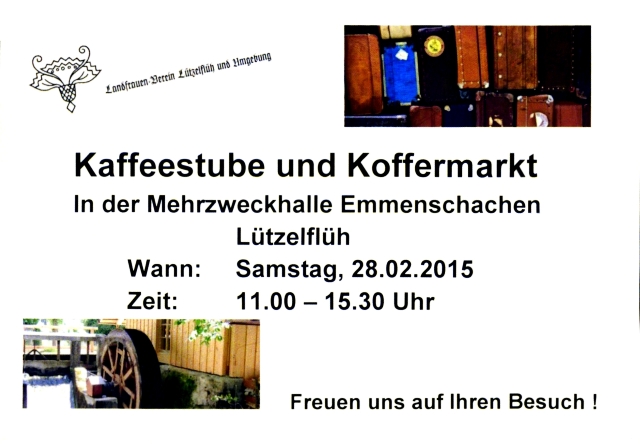 Landfrauen-Verein Lützelflüh und Umgebung
Kaffeestube und Koffermarkt
In der Mehrzweckhalle Emmenschachen
Lützelflüh
Wann: Samstag, 28.02.2015
Zeit: 11.00 – 15.30 Uhr
Freuen uns auf Ihren Besuch !